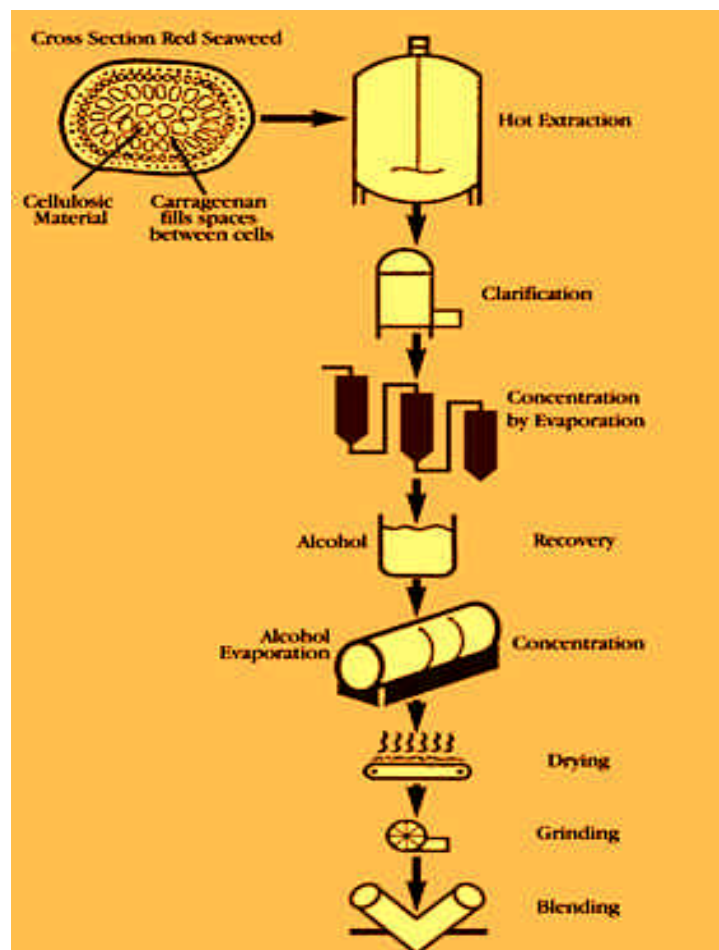 Cross Section Red Seaweed
Hot Extraction
Cellulosic
Material
Carrageenan
fills spaces
between cells
Clarification
Concentration
by Evaporation
Alcohol
Recovery
Alcohol
Evaporation
Concentration
Drying
Grinding
Blending